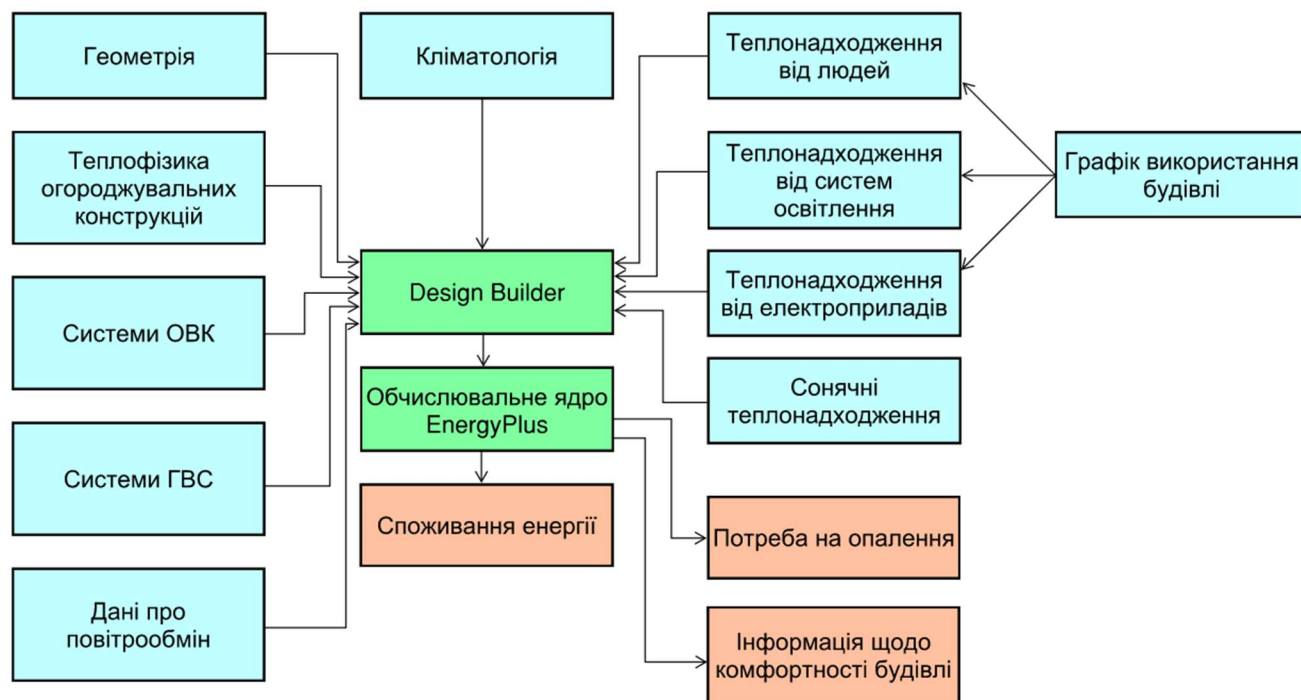 Геометрія
Кліматологія
Теплонадходження
від людей
Теплофізика
огороджувальних
конструкцій
Теплонадходження
від систем
освітлення
Графік використання
будівлі
Design Builder
Теплонадходження
від електроприладів
Системи ОВК
Обчислювальне ядро
EnergyPlus
Сонячні
теплонадходження
Системи ГВС
Споживання енергії
Потреба на опалення
Дані про
повітрообмін
Інформація щодо
комфортності будівлі